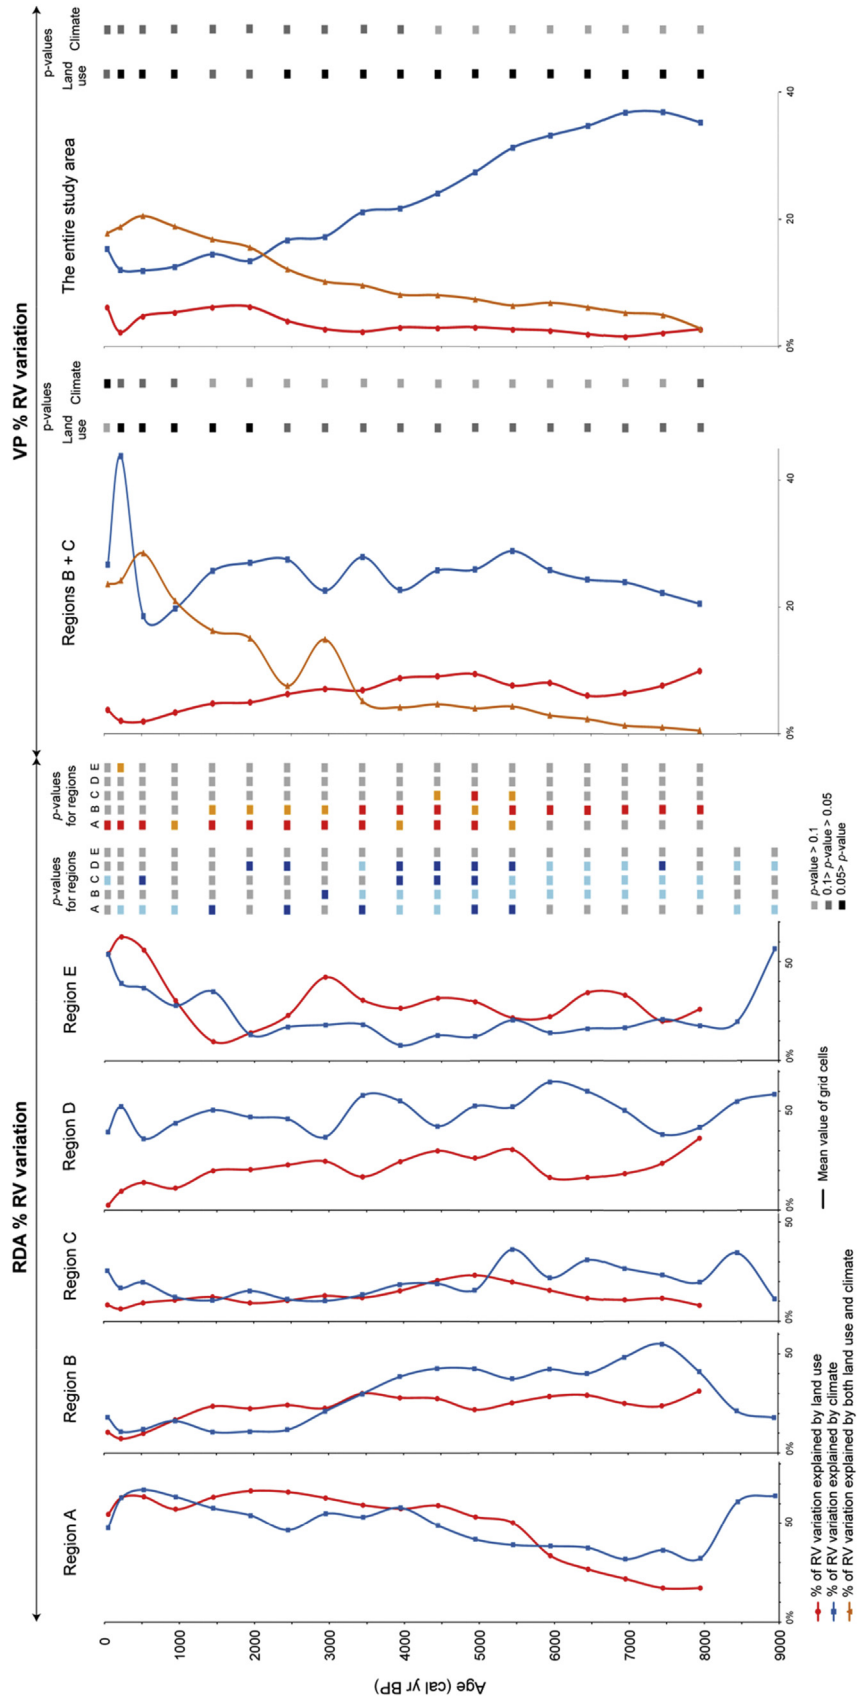 RDA % RV variation
VP % RV variation
Region A
Region B
Region C
Region D
Region E
p-values
for regions
A B C D E
p-values
for regions
A B C D E
Regions B + C
p-values
Land
use
Climate
The entire study area
p-values
Land
use
Climate
Age (cal yr BP)
0
1000
2000
3000
4000
5000
6000
7000
8000
9000
0%
50
0%
50
0%
50
0%
50
0%
50
0%
20
40
0%
20
40
% of RV variation explained by land use
% of RV variation explained by climate
% of RV variation explained by both land use and climate
Mean value of grid cells
p-value > 0.1
0.1> p-value > 0.05
0.05> p-value